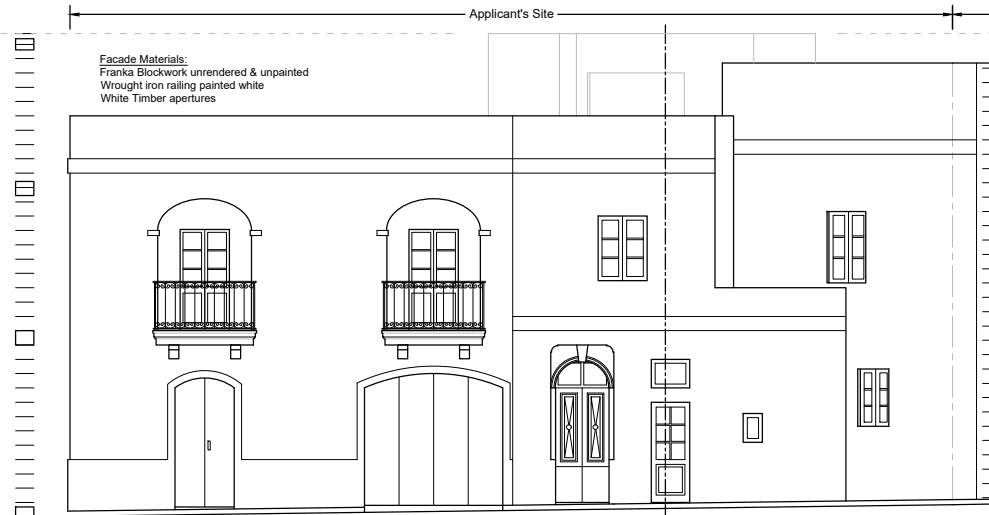 Applicant's Site
Facade Materials:
Franka Blockwork unrendered & unpainted
Wrought iron railing painted white
White Timber apertures